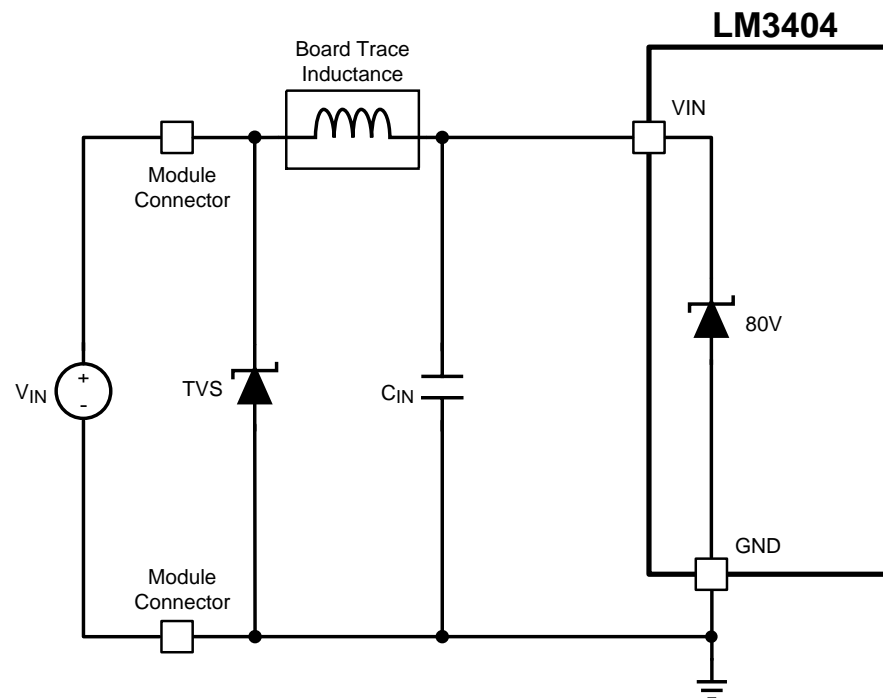 LM3404
Board Trace
Inductance
VIN
Module
Connector
80V
TVS
CIN
VIN
+
-
GND
Module
Connector